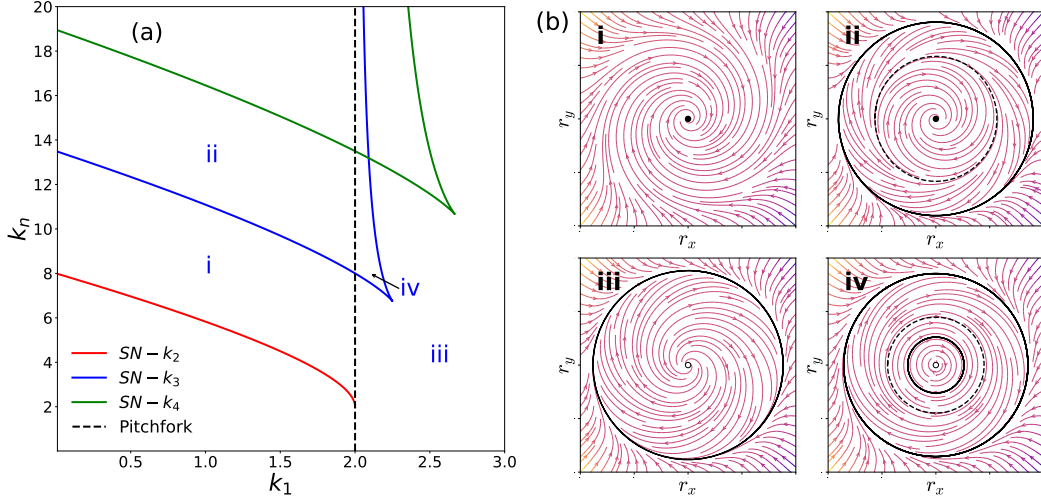 (a)
20
18
16
14
12
10
8
6
4
2
k_n
ii
i
iv
iii
SN − k_2
SN − k_3
SN − k_4
Pitchfork
0.5 1.0 1.5 2.0 2.5 3.0
k_1
(b)
i
r_y
r_x
ii
r_y
r_x
iii
r_y
r_x
iv
r_y
r_x